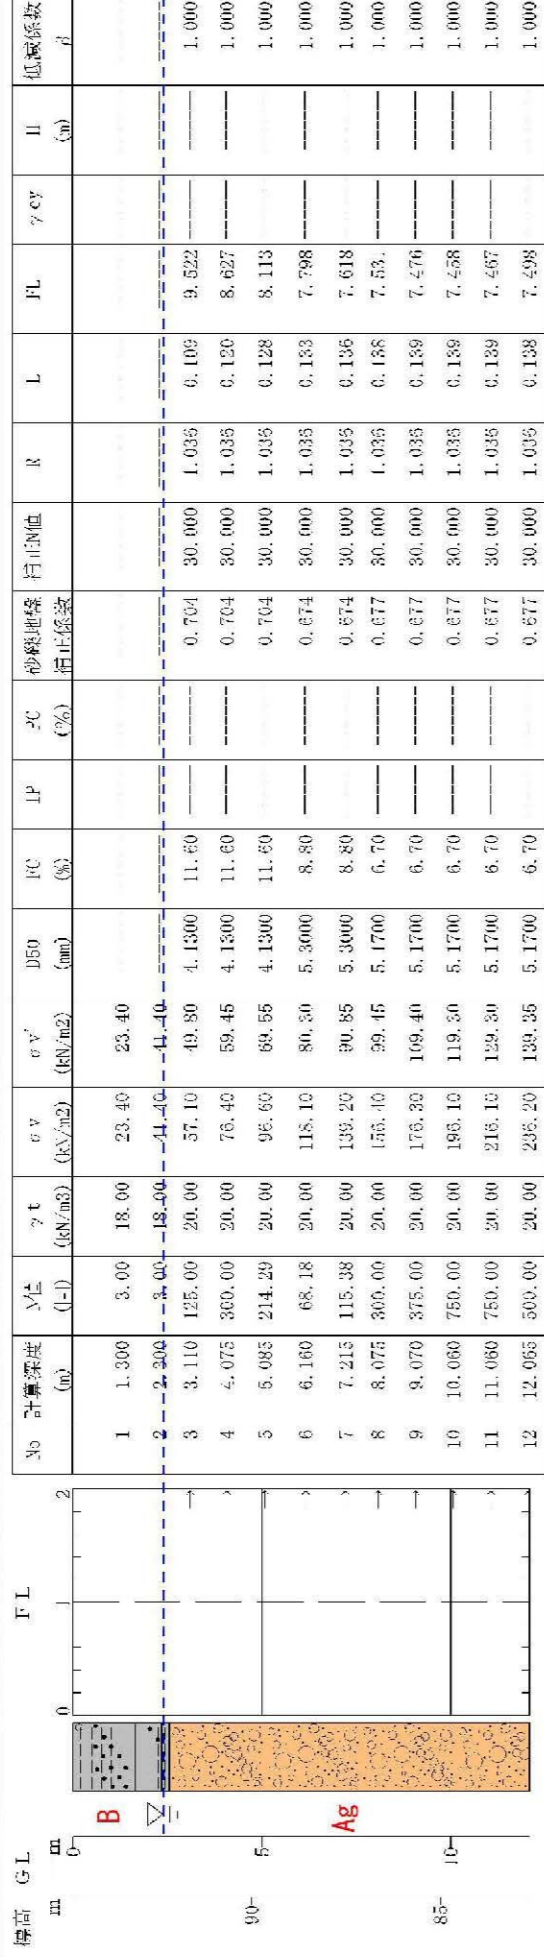 標高 GL FL No 計算深度 N値 γt σv σv' D50 FC IP PC 砂礫地盤 補正N値 R L FL γcy H 低減係数
m m 0 1 2 (m) (1-1) (kN/m3) (kN/m2) (kN/m2) (mm) (%) (%) 補正係数 (m) β
0
B 1 1.300 3.00 18.00 23.40 23.40
2 2.300 3.00 18.00 41.40 41.40
3 3.110 125.00 20.00 57.10 49.80 4.1300 11.60 ---- ---- 0.704 30.000 1.036 0.109 9.522 ---- ---- 1.000
4 4.075 300.00 20.00 76.40 59.45 4.1300 11.60 ---- ---- 0.704 30.000 1.036 0.120 8.627 ---- ---- 1.000
90 5 5 5.085 214.29 20.00 96.60 69.55 4.1300 11.60 0.704 30.000 1.036 0.128 8.113 1.000
6 6.160 68.18 20.00 118.10 80.30 5.3000 8.80 ---- ---- 0.674 30.000 1.036 0.133 7.798 ---- ---- 1.000
Ag 7 7.215 115.38 20.00 139.20 90.85 5.3000 8.80 0.674 30.000 1.036 0.136 7.618 1.000
8 8.075 300.00 20.00 156.40 99.45 5.1700 6.70 ---- ---- 0.677 30.000 1.036 0.138 7.53 ---- ---- 1.000
9 9.070 375.00 20.00 176.30 109.40 5.1700 6.70 ---- ---- 0.677 30.000 1.036 0.139 7.476 ---- ---- 1.000
85 10 10 10.060 750.00 20.00 196.10 119.30 5.1700 6.70 ---- ---- 0.677 30.000 1.036 0.139 7.458 ---- ---- 1.000
11 11.060 750.00 20.00 216.10 129.30 5.1700 6.70 ---- ---- 0.677 30.000 1.036 0.139 7.467 ---- ---- 1.000
12 12.065 500.00 20.00 236.20 139.35 5.1700 6.70 0.677 30.000 1.036 0.138 7.498 1.000